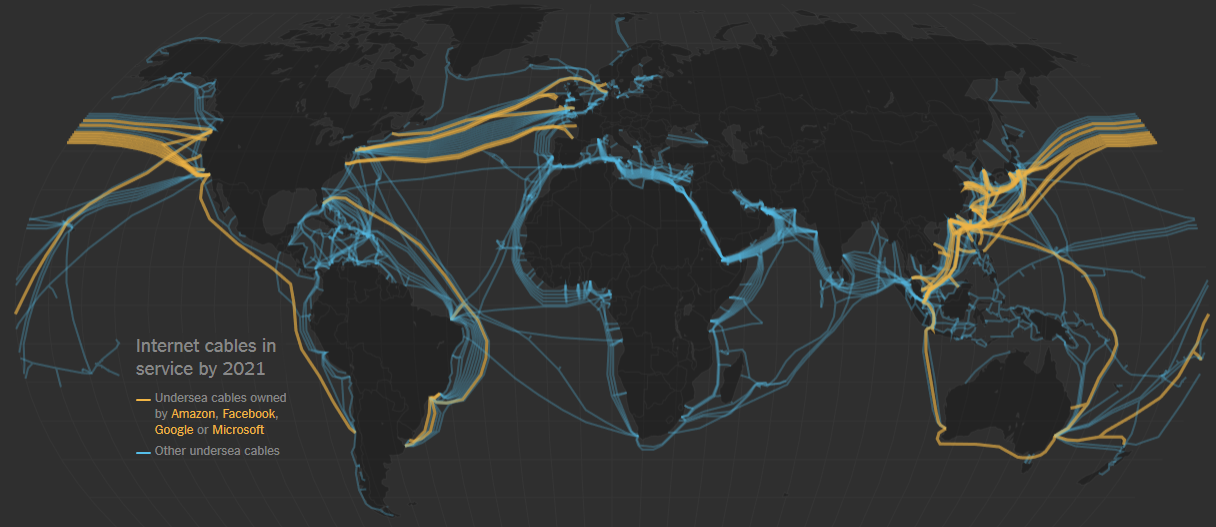 Internet cables in
service by 2021
Undersea cables owned
by Amazon, Facebook,
Google or Microsoft
Other undersea cables